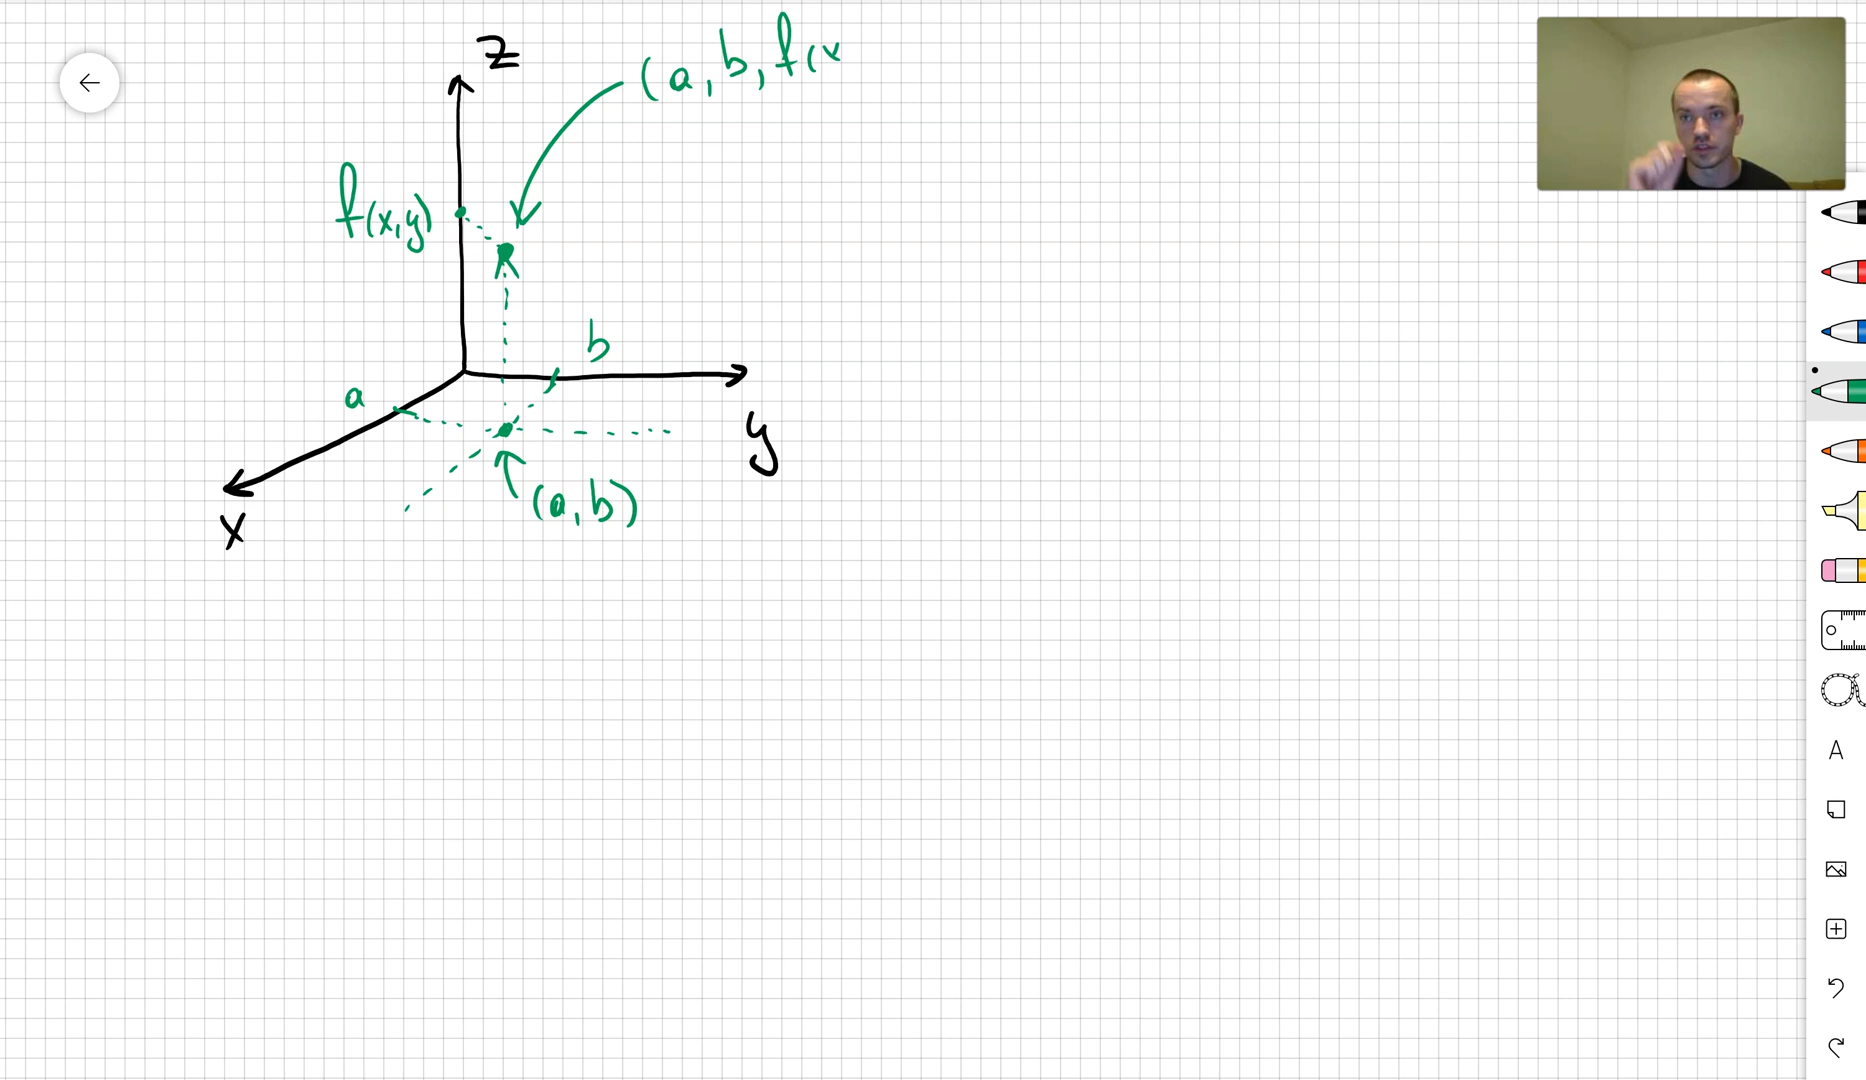 z
(a, b, f(x
f(x,y)
b
a
y
(a, b)
x
A